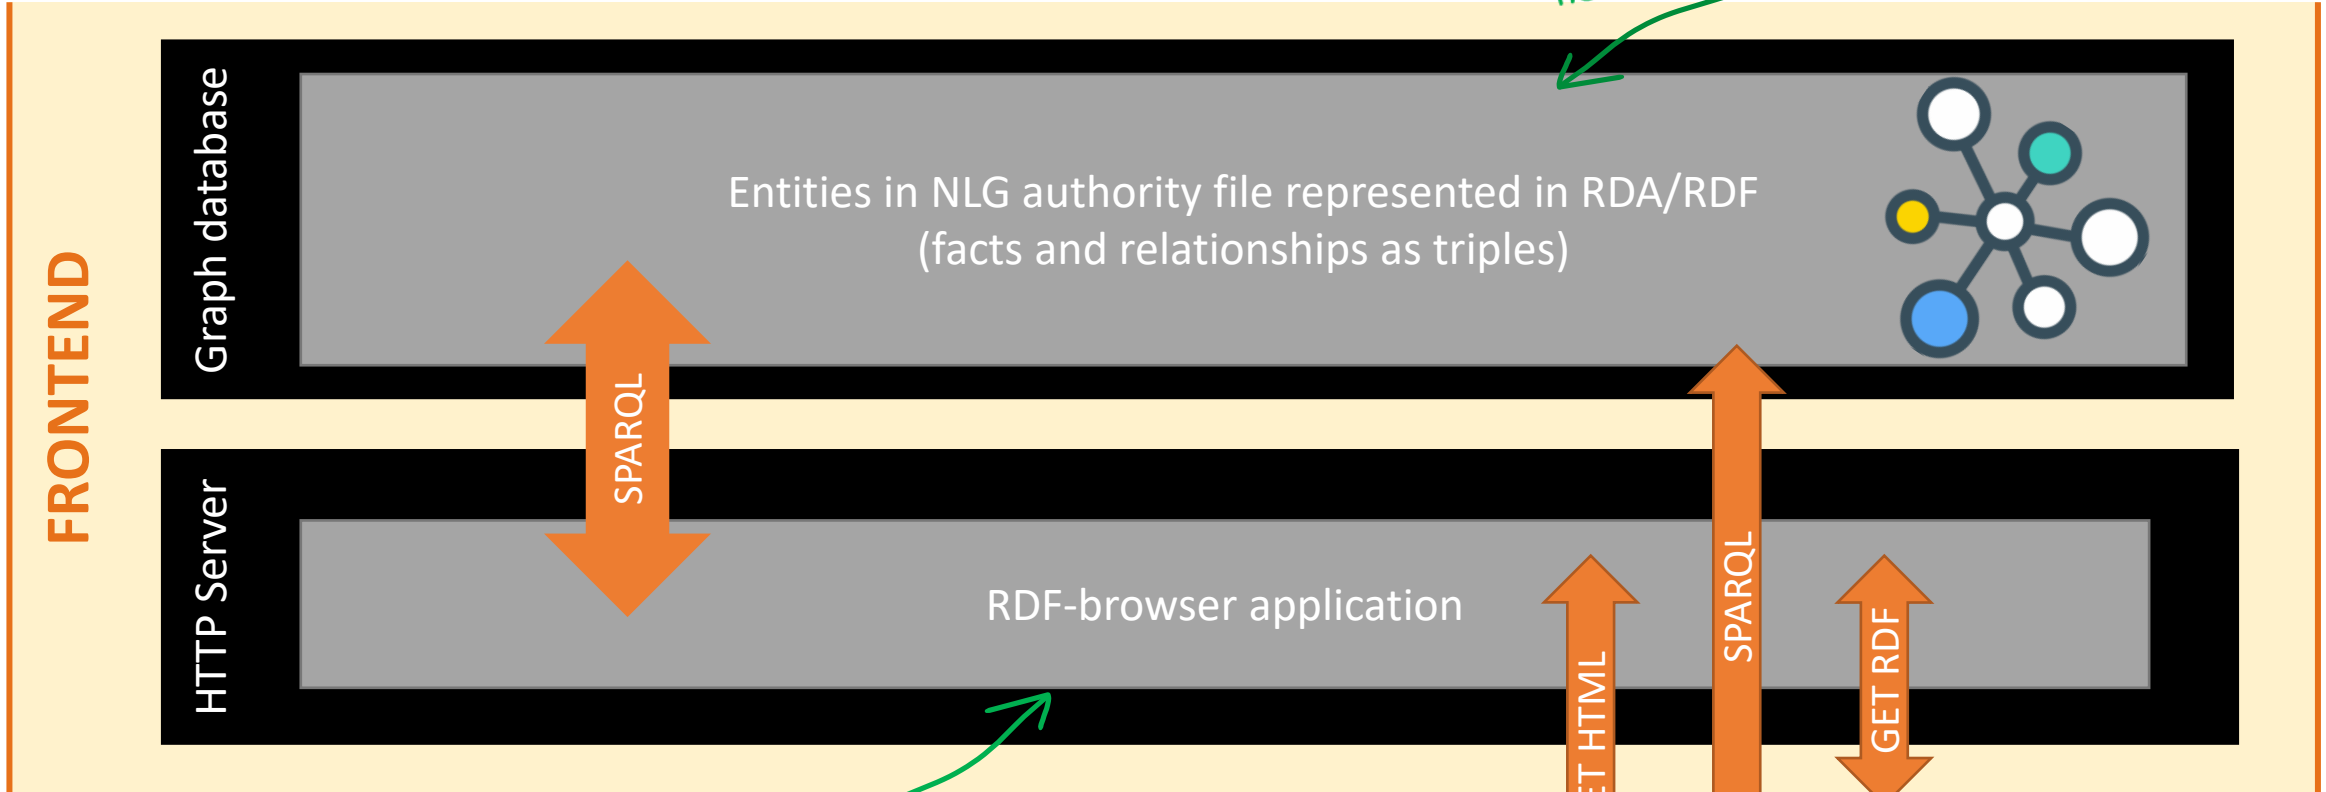 FRONTEND
Graph database
Entities in NLG authority file represented in RDA/RDF
(facts and relationships as triples)
SPARQL
HTTP Server
RDF-browser application
HTML
SPARQL
GET RDF